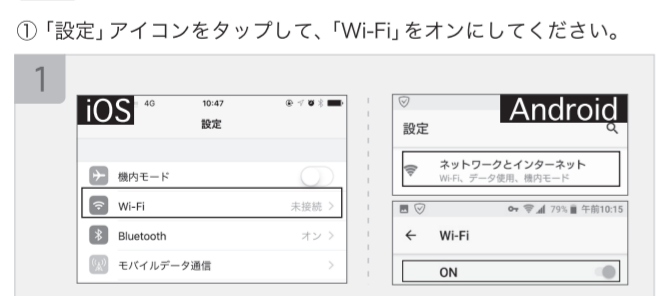 ①「設定」アイコンをタップして、「Wi-Fi」をオンにしてください。
1
iOS 4G 10:47
設定
機内モード
Wi-Fi 未接続
Bluetooth オン
モバイルデータ通信
Android
設定
ネットワークとインターネット
Wi-Fi、データ使用、機内モード
79% 午前10:15
Wi-Fi
ON